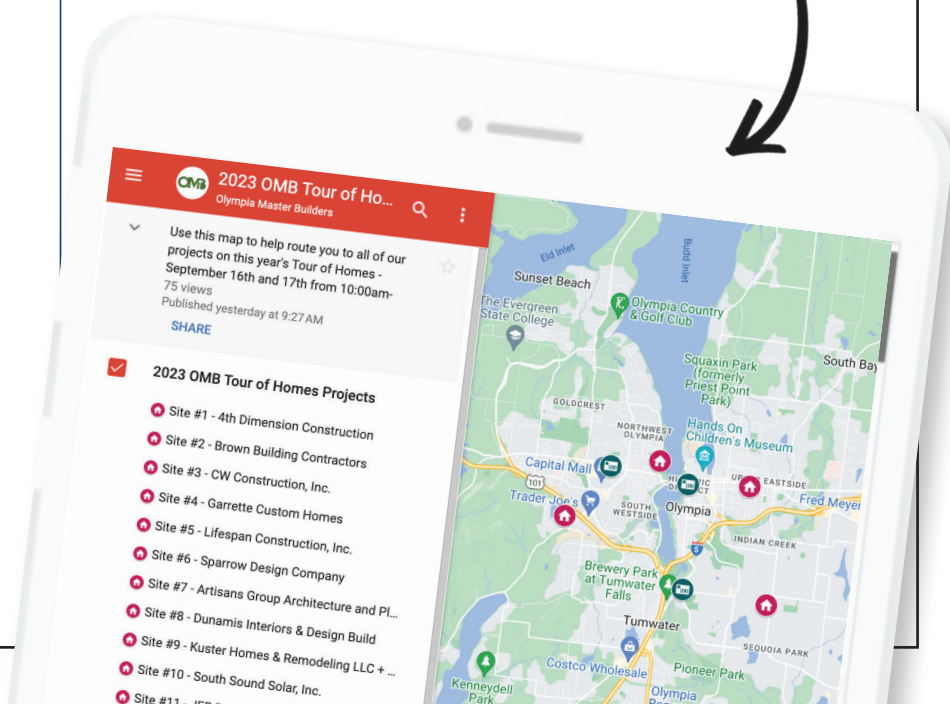 OMB
2023 OMB Tour of Ho...
Olympia Master Builders
Use this map to help route you to all of our
projects on this year's Tour of Homes -
September 16th and 17th from 10:00am-
75 views
Published yesterday at 9:27 AM
SHARE
2023 OMB Tour of Homes Projects
Site #1 - 4th Dimension Construction
Site #2 - Brown Building Contractors
Site #3 - CW Construction, Inc.
Site #4 - Garrette Custom Homes
Site #5 - Lifespan Construction, Inc.
Site #6 - Sparrow Design Company
Site #7 - Artisans Group Architecture and Pl...
Site #8 - Dunamis Interiors & Design Build
Site #9 - Kuster Homes & Remodeling LLC + ...
Site #10 - South Sound Solar, Inc.
Site #11 -
Eld Inlet
Budd Inlet
Sunset Beach
The Evergreen
State College
Olympia Country
& Golf Club
Squaxin Park
(formerly
Priest Point
Park)
South Bay
GOLDCREST
NORTHWEST
OLYMPIA
Hands On
Children's Museum
Capital Mall
101
Trader Joe's
SOUTH
WESTSIDE
Olympia
EASTSIDE
Fred Meyer
5
INDIAN CREEK
Brewery Park
at Tumwater
Falls
Tumwater
SEQUOIA PARK
Costco Wholesale
Pioneer Park
Kenneydell
Park
Olympia